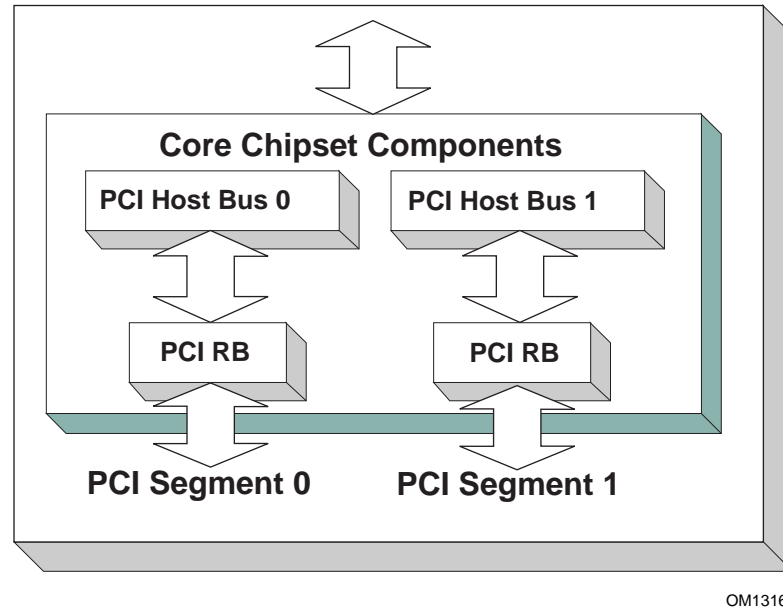 Core Chipset Components
PCI Host Bus 0
PCI Host Bus 1
PCI RB
PCI RB
PCI Segment 0
PCI Segment 1
OM1316